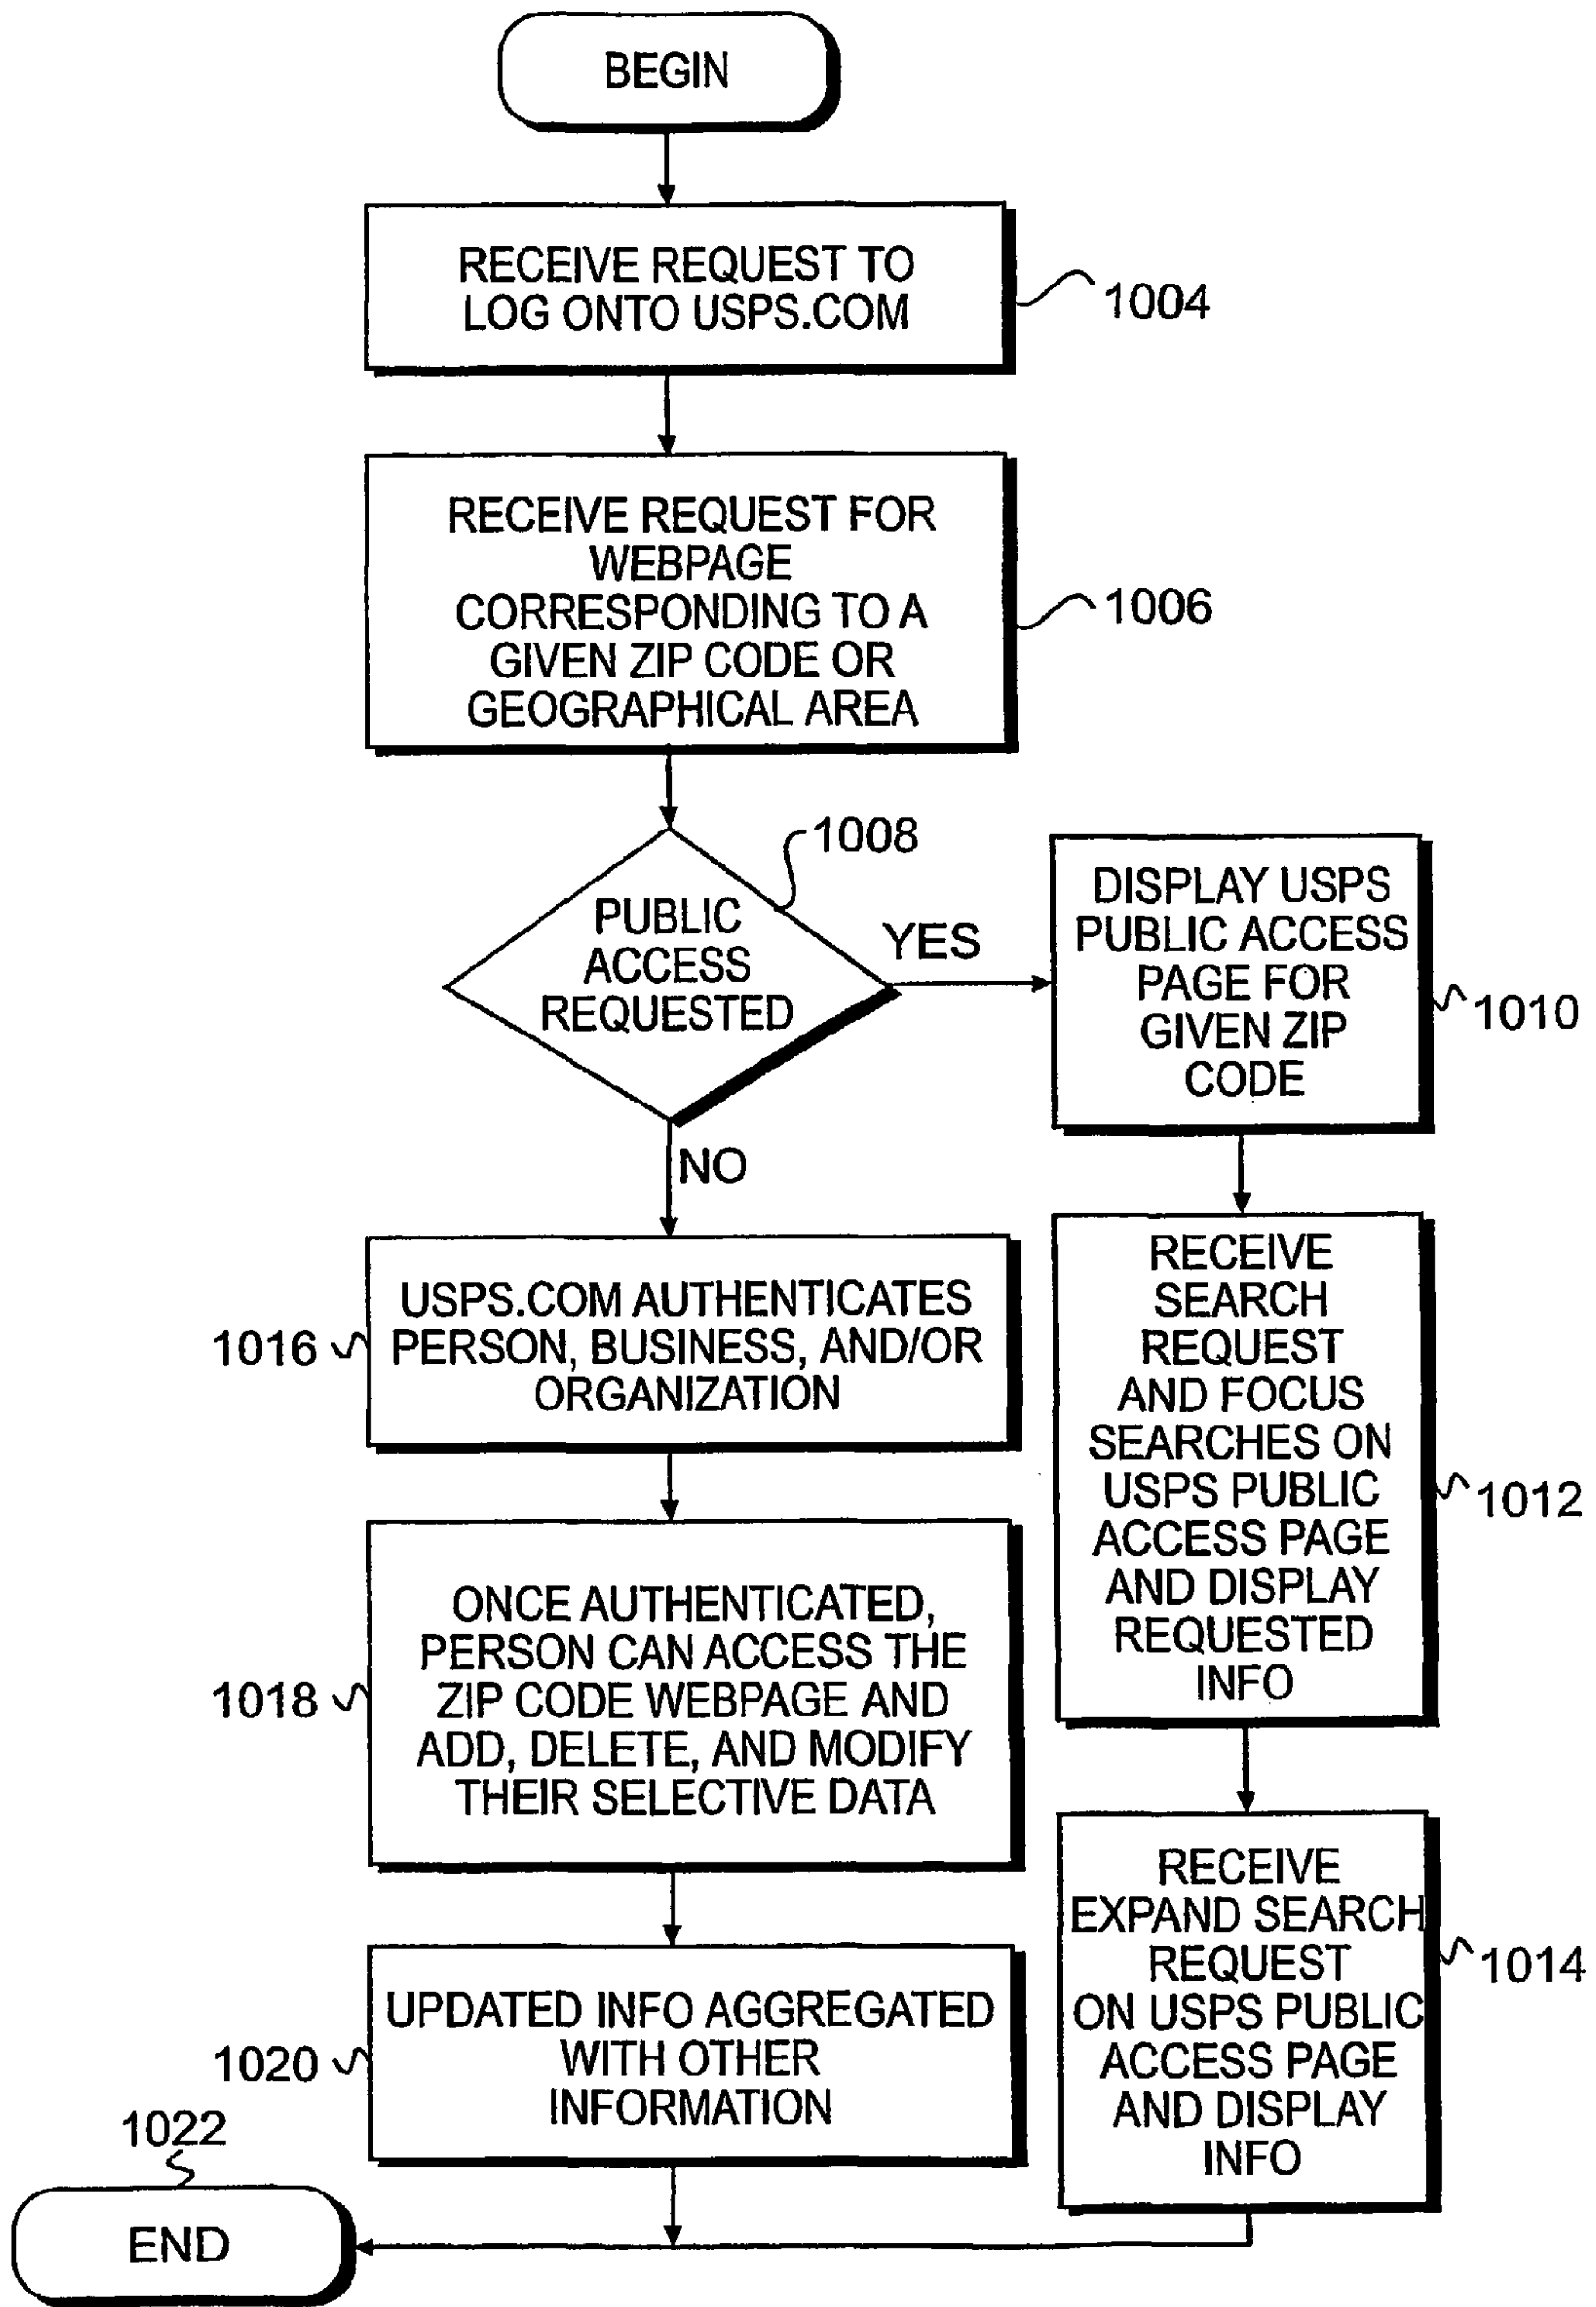 BEGIN
RECEIVE REQUEST TO
LOG ONTO USPS.COM
1004
RECEIVE REQUEST FOR
WEBPAGE
CORRESPONDING TO A
GIVEN ZIP CODE OR
GEOGRAPHICAL AREA
1006
1008
PUBLIC
ACCESS
REQUESTED
YES
NO
DISPLAY USPS
PUBLIC ACCESS
PAGE FOR
GIVEN ZIP
CODE
1010
RECEIVE
SEARCH
REQUEST
AND FOCUS
SEARCHES ON
USPS PUBLIC
ACCESS PAGE
AND DISPLAY
REQUESTED
INFO
1012
RECEIVE
EXPAND SEARCH
REQUEST
ON USPS PUBLIC
ACCESS PAGE
AND DISPLAY
INFO
1014
USPS.COM AUTHENTICATES
PERSON, BUSINESS, AND/OR
ORGANIZATION
1016
ONCE AUTHENTICATED,
PERSON CAN ACCESS THE
ZIP CODE WEBPAGE AND
ADD, DELETE, AND MODIFY
THEIR SELECTIVE DATA
1018
UPDATED INFO AGGREGATED
WITH OTHER
INFORMATION
1020
1022
END